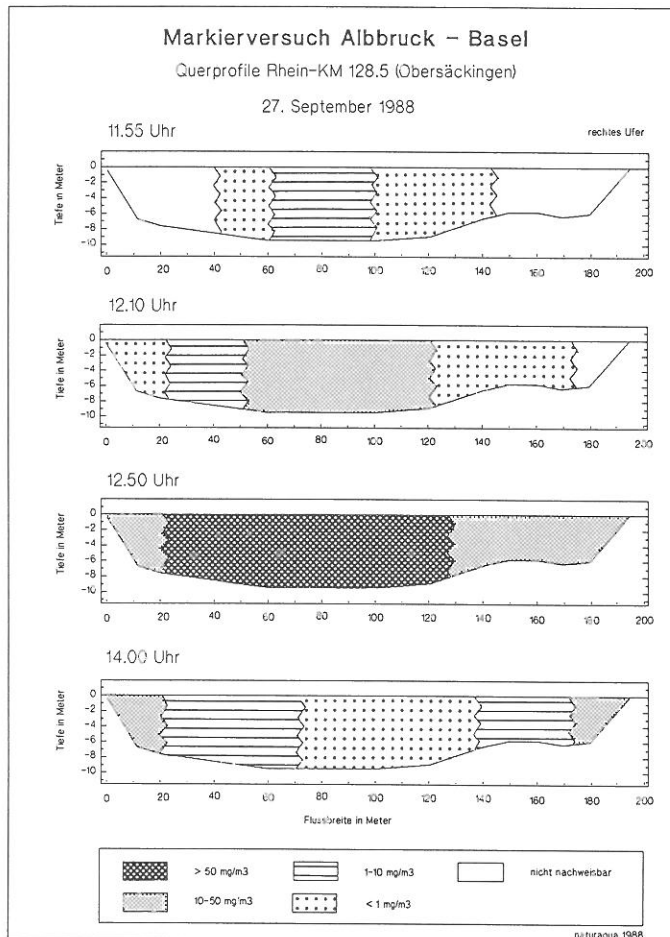 Markierversuch Albbruck – Basel
Querprofile Rhein-KM 128.5 (Obersäckingen)
27. September 1988
11.55 Uhr
rechtes Ufer
Tiefe in Meter
0
-2
-4
-6
-8
-10
0 20 40 60 80 100 120 140 160 180 200
12.10 Uhr
Tiefe in Meter
0
-2
-4
-6
-8
-10
0 20 40 60 80 100 120 140 160 180 200
12.50 Uhr
Tiefe in Meter
0
-2
-4
-6
-8
-10
0 20 40 60 80 100 120 140 160 180 200
14.00 Uhr
Tiefe in Meter
0
-2
-4
-6
-8
-10
0 20 40 60 80 100 120 140 160 180 200
Flussbreite in Meter
> 50 mg/m3 1-10 mg/m3 nicht nachweisbar
10-50 mg/m3 < 1 mg/m3
naturaqua 1988